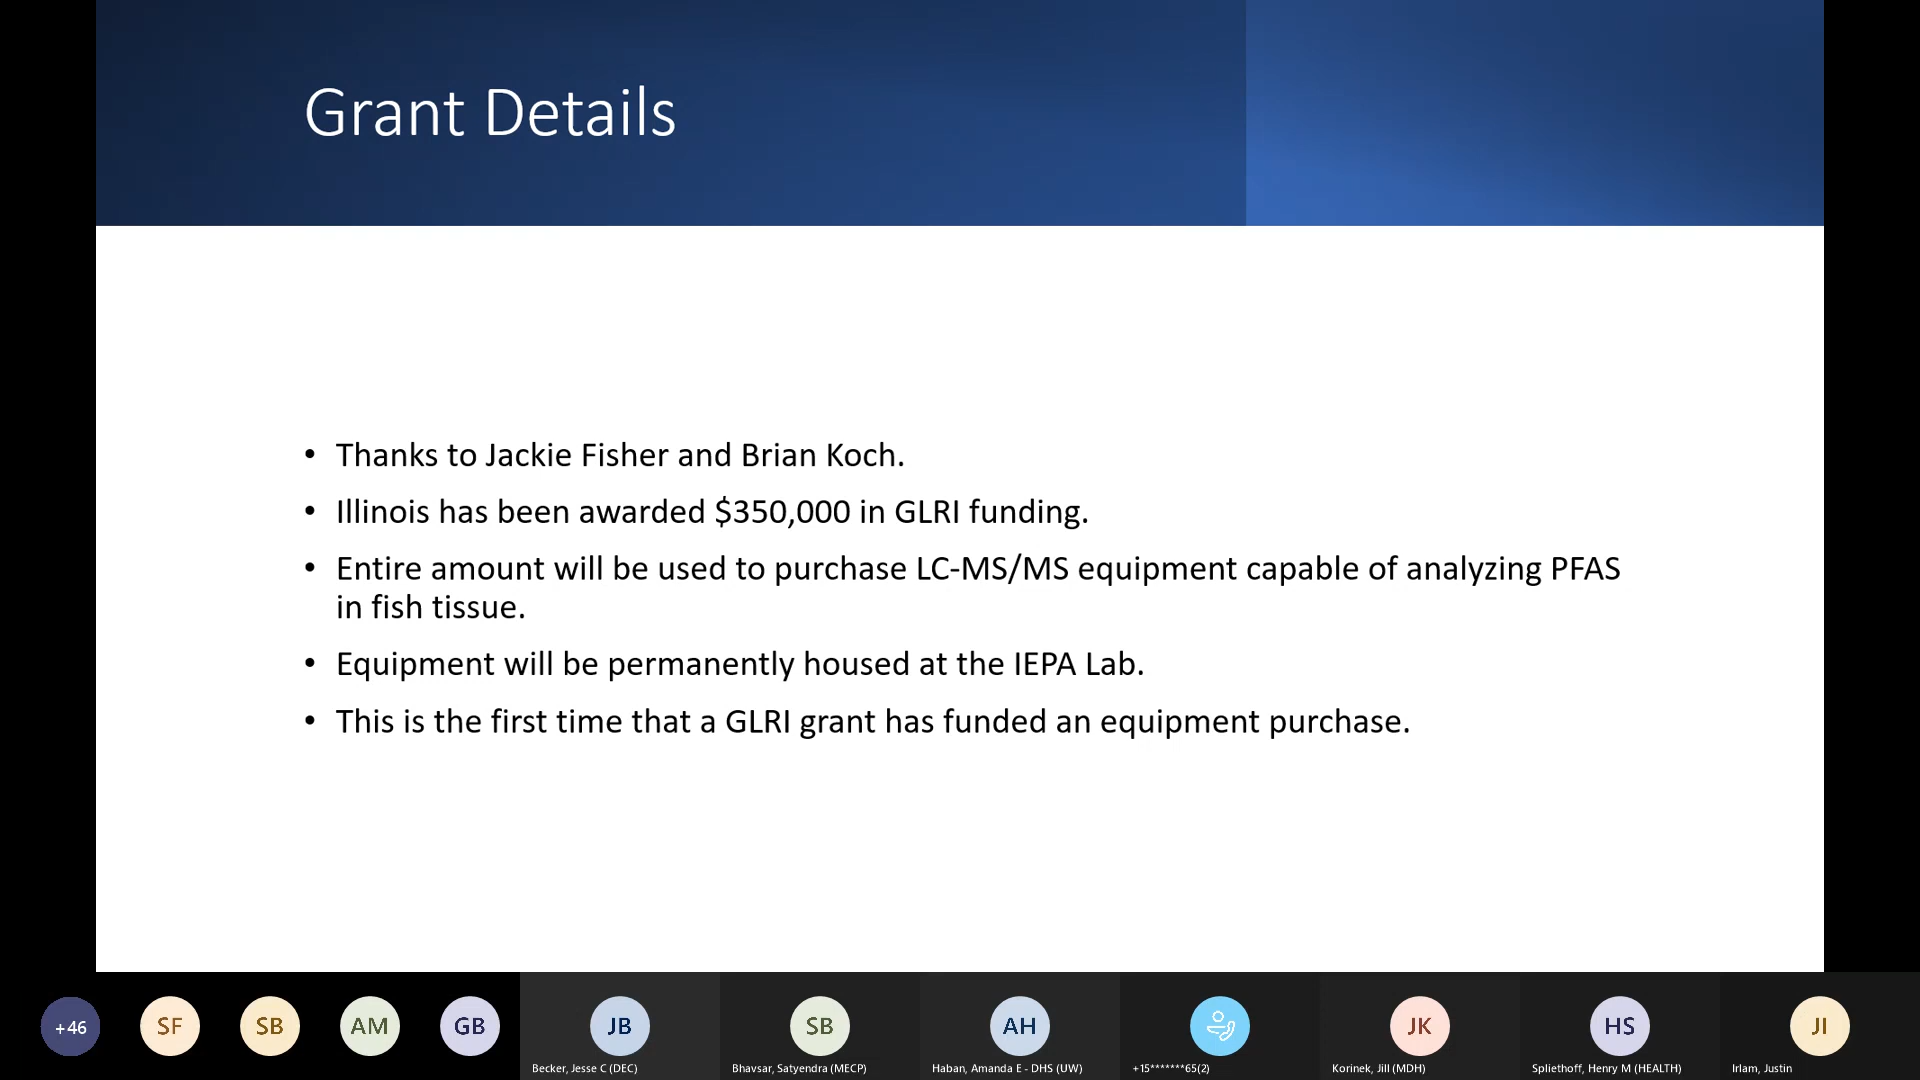 Grant Details
• Thanks to Jackie Fisher and Brian Koch.
• Illinois has been awarded $350,000 in GLRI funding.
• Entire amount will be used to purchase LC-MS/MS equipment capable of analyzing PFAS
in fish tissue.
• Equipment will be permanently housed at the IEPA Lab.
• This is the first time that a GLRI grant has funded an equipment purchase.
+46 SF SB AM GB JB SB AH JK HS JI
Becker, Jesse C (DEC) Bhavsar, Satyendra (MECP) Haban, Amanda E - DHS (UW) +15*******65(2) Korinek, Jill (MDH) Spliethoff, Henry M (HEALTH) Irlam, Justin